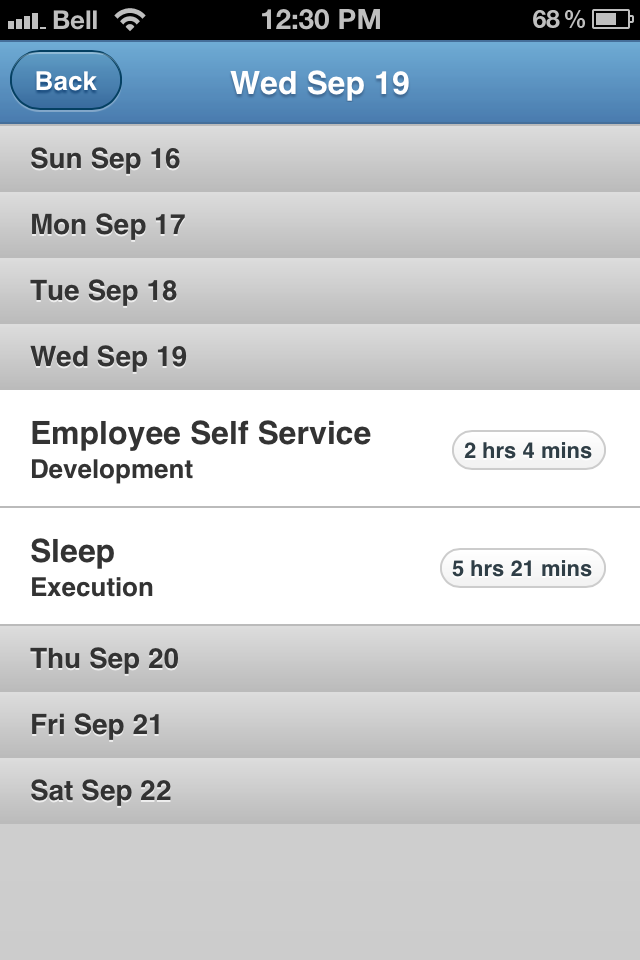 Bell 12:30 PM 68 %
Back Wed Sep 19
Sun Sep 16
Mon Sep 17
Tue Sep 18
Wed Sep 19
Employee Self Service
Development 2 hrs 4 mins
Sleep
Execution 5 hrs 21 mins
Thu Sep 20
Fri Sep 21
Sat Sep 22